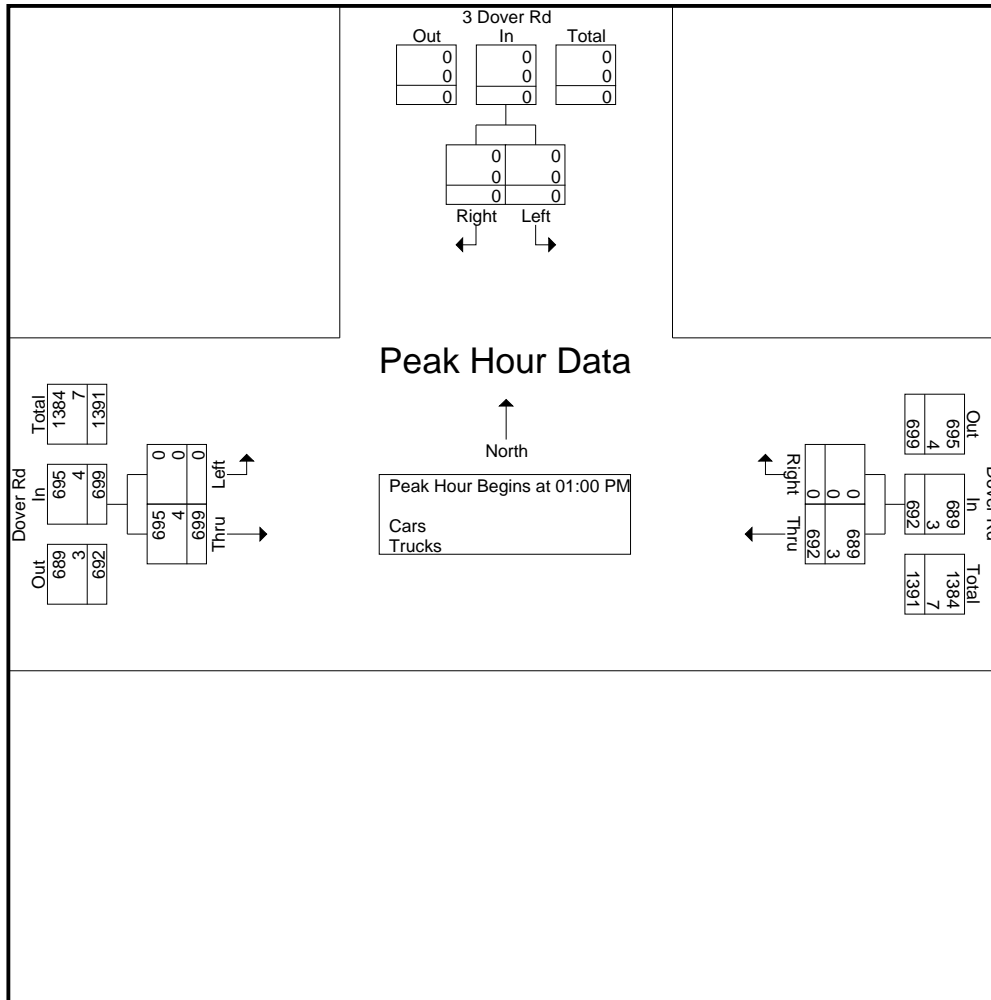 3 Dover Rd
Out In Total
0 0 0
0 0 0
0 0 0
0 0
0 0
0 0
Right Left
Peak Hour Data
North
Peak Hour Begins at 01:00 PM
Cars
Trucks
Dover Rd
Out In Total
689 695 1384
3 4 7
692 699 1391
Thru Left
695 0
4 0
699 0
Dover Rd
Out In Total
695 689 1384
4 3 7
699 692 1391
Right Thru
0 689
0 3
0 692